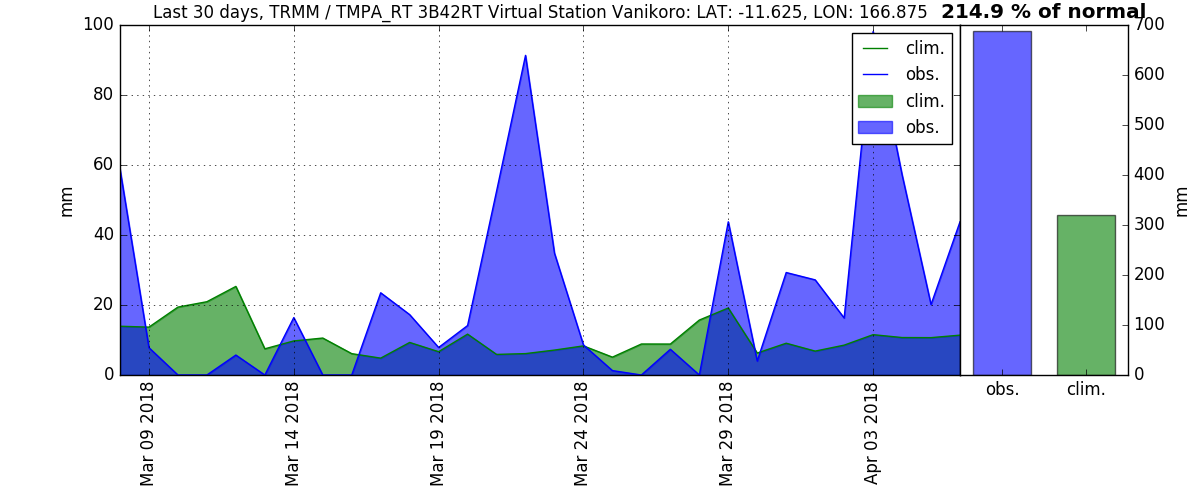 Last 30 days, TRMM / TMPA_RT 3B42RT Virtual Station Vanikoro: LAT: -11.625, LON: 166.875 214.9 % of normal
100
80
60
40
20
0
mm
clim.
obs.
clim.
obs.
700
600
500
400
300
200
100
0
mm
Mar 09 2018
Mar 14 2018
Mar 19 2018
Mar 24 2018
Mar 29 2018
Apr 03 2018
obs. clim.